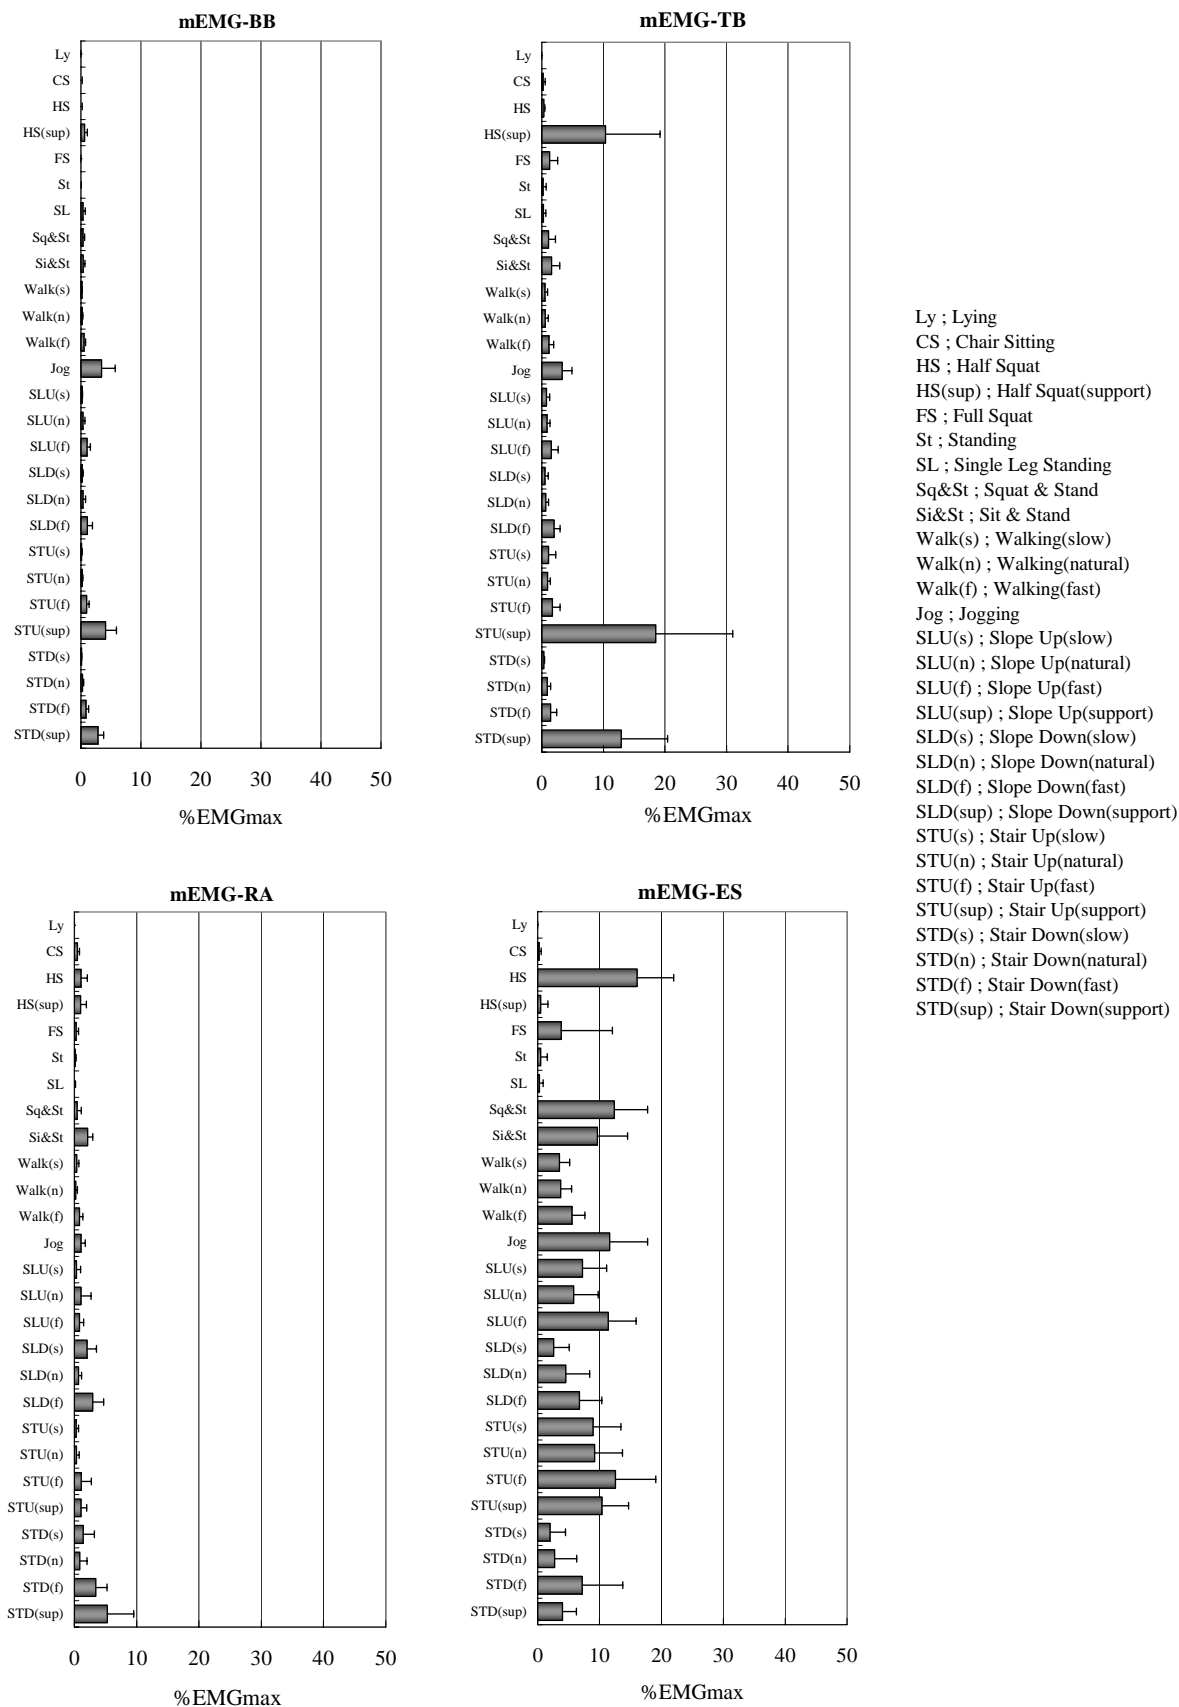 mEMG-BB
Ly
CS
HS
HS(sup)
FS
St
SL
Sq&St
Si&St
Walk(s)
Walk(n)
Walk(f)
Jog
SLU(s)
SLU(n)
SLU(f)
SLD(s)
SLD(n)
SLD(f)
STU(s)
STU(n)
STU(f)
STU(sup)
STD(s)
STD(n)
STD(f)
STD(sup)
0 10 20 30 40 50
%EMGmax
mEMG-TB
Ly
CS
HS
HS(sup)
FS
St
SL
Sq&St
Si&St
Walk(s)
Walk(n)
Walk(f)
Jog
SLU(s)
SLU(n)
SLU(f)
SLD(s)
SLD(n)
SLD(f)
STU(s)
STU(n)
STU(f)
STU(sup)
STD(s)
STD(n)
STD(f)
STD(sup)
0 10 20 30 40 50
%EMGmax
Ly ; Lying
CS ; Chair Sitting
HS ; Half Squat
HS(sup) ; Half Squat(support)
FS ; Full Squat
St ; Standing
SL ; Single Leg Standing
Sq&St ; Squat & Stand
Si&St ; Sit & Stand
Walk(s) ; Walking(slow)
Walk(n) ; Walking(natural)
Walk(f) ; Walking(fast)
Jog ; Jogging
SLU(s) ; Slope Up(slow)
SLU(n) ; Slope Up(natural)
SLU(f) ; Slope Up(fast)
SLU(sup) ; Slope Up(support)
SLD(s) ; Slope Down(slow)
SLD(n) ; Slope Down(natural)
SLD(f) ; Slope Down(fast)
SLD(sup) ; Slope Down(support)
STU(s) ; Stair Up(slow)
STU(n) ; Stair Up(natural)
STU(f) ; Stair Up(fast)
STU(sup) ; Stair Up(support)
STD(s) ; Stair Down(slow)
STD(n) ; Stair Down(natural)
STD(f) ; Stair Down(fast)
STD(sup) ; Stair Down(support)
mEMG-RA
Ly
CS
HS
HS(sup)
FS
St
SL
Sq&St
Si&St
Walk(s)
Walk(n)
Walk(f)
Jog
SLU(s)
SLU(n)
SLU(f)
SLD(s)
SLD(n)
SLD(f)
STU(s)
STU(n)
STU(f)
STU(sup)
STD(s)
STD(n)
STD(f)
STD(sup)
0 10 20 30 40 50
%EMGmax
mEMG-ES
Ly
CS
HS
HS(sup)
FS
St
SL
Sq&St
Si&St
Walk(s)
Walk(n)
Walk(f)
Jog
SLU(s)
SLU(n)
SLU(f)
SLD(s)
SLD(n)
SLD(f)
STU(s)
STU(n)
STU(f)
STU(sup)
STD(s)
STD(n)
STD(f)
STD(sup)
0 10 20 30 40 50
%EMGmax